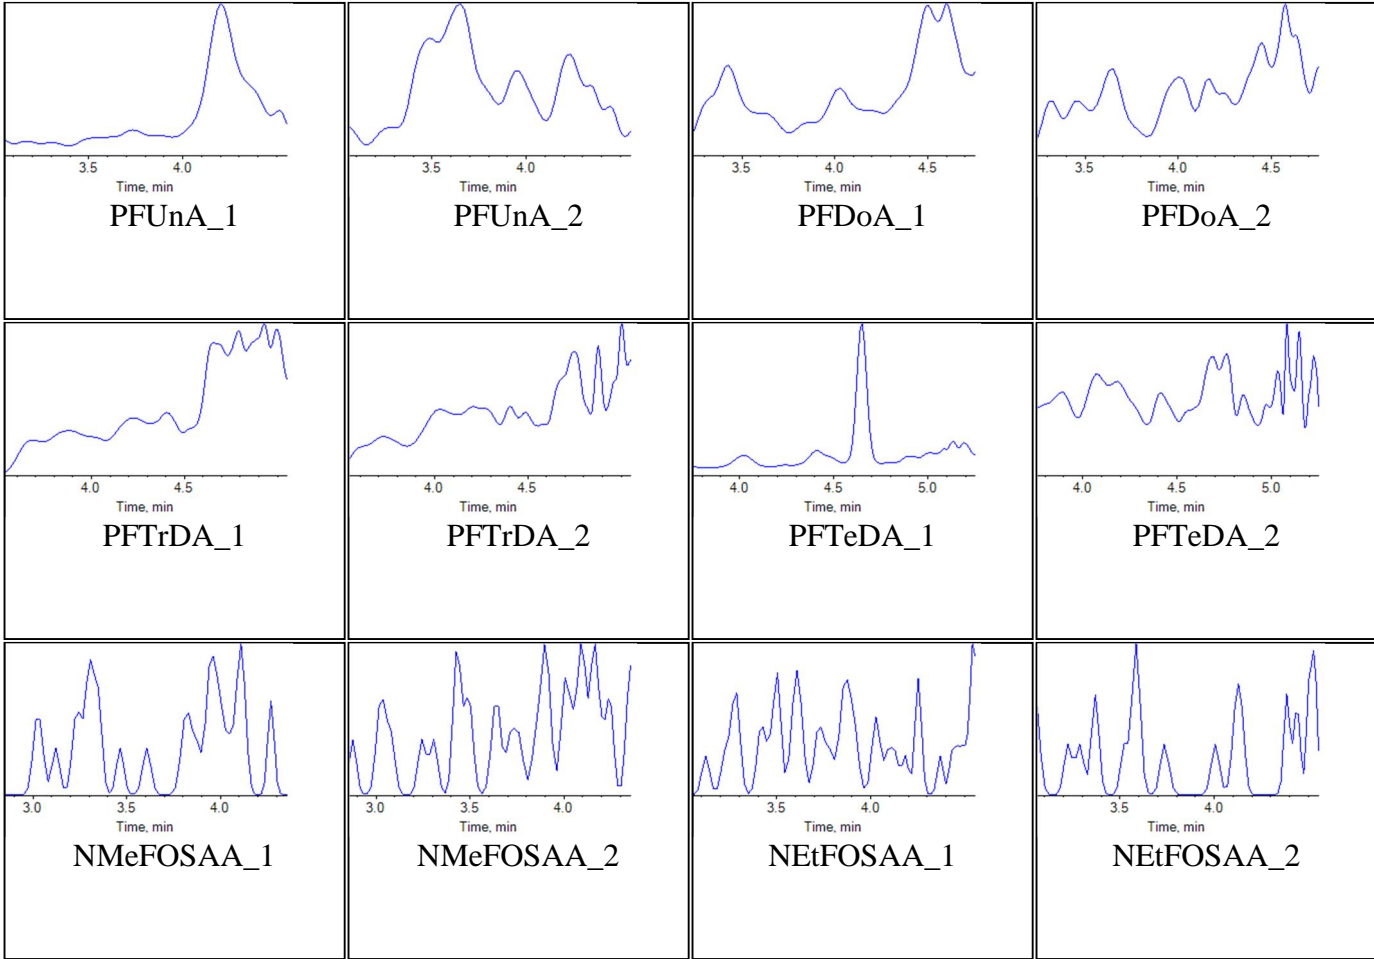 3.5 4.0
Time, min
PFUnA_1
3.5 4.0
Time, min
PFUnA_2
3.5 4.0 4.5
Time, min
PFDoA_1
3.5 4.0 4.5
Time, min
PFDoA_2
4.0 4.5
Time, min
PFTrDA_1
4.0 4.5
Time, min
PFTrDA_2
4.0 4.5 5.0
Time, min
PFTeDA_1
4.0 4.5 5.0
Time, min
PFTeDA_2
3.0 3.5 4.0
Time, min
NMeFOSAA_1
3.0 3.5 4.0
Time, min
NMeFOSAA_2
3.5 4.0
Time, min
NEtFOSAA_1
3.5 4.0
Time, min
NEtFOSAA_2